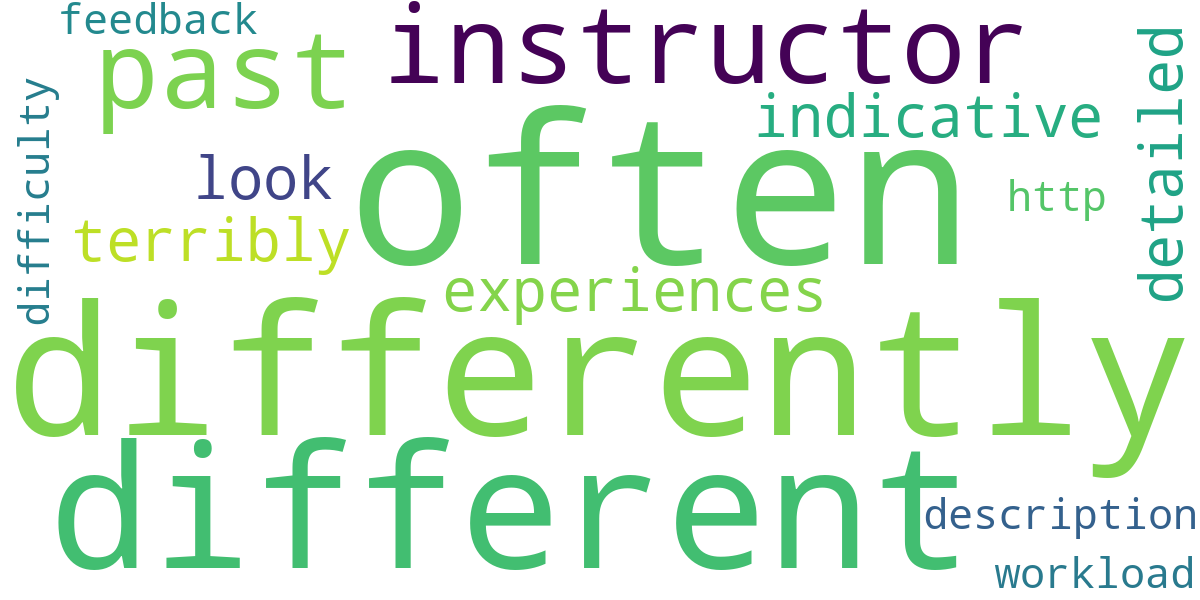 feedback
instructor
past
detailed
indicative
difficulty
often
look
http
terribly
experiences
differently
different
description
workload